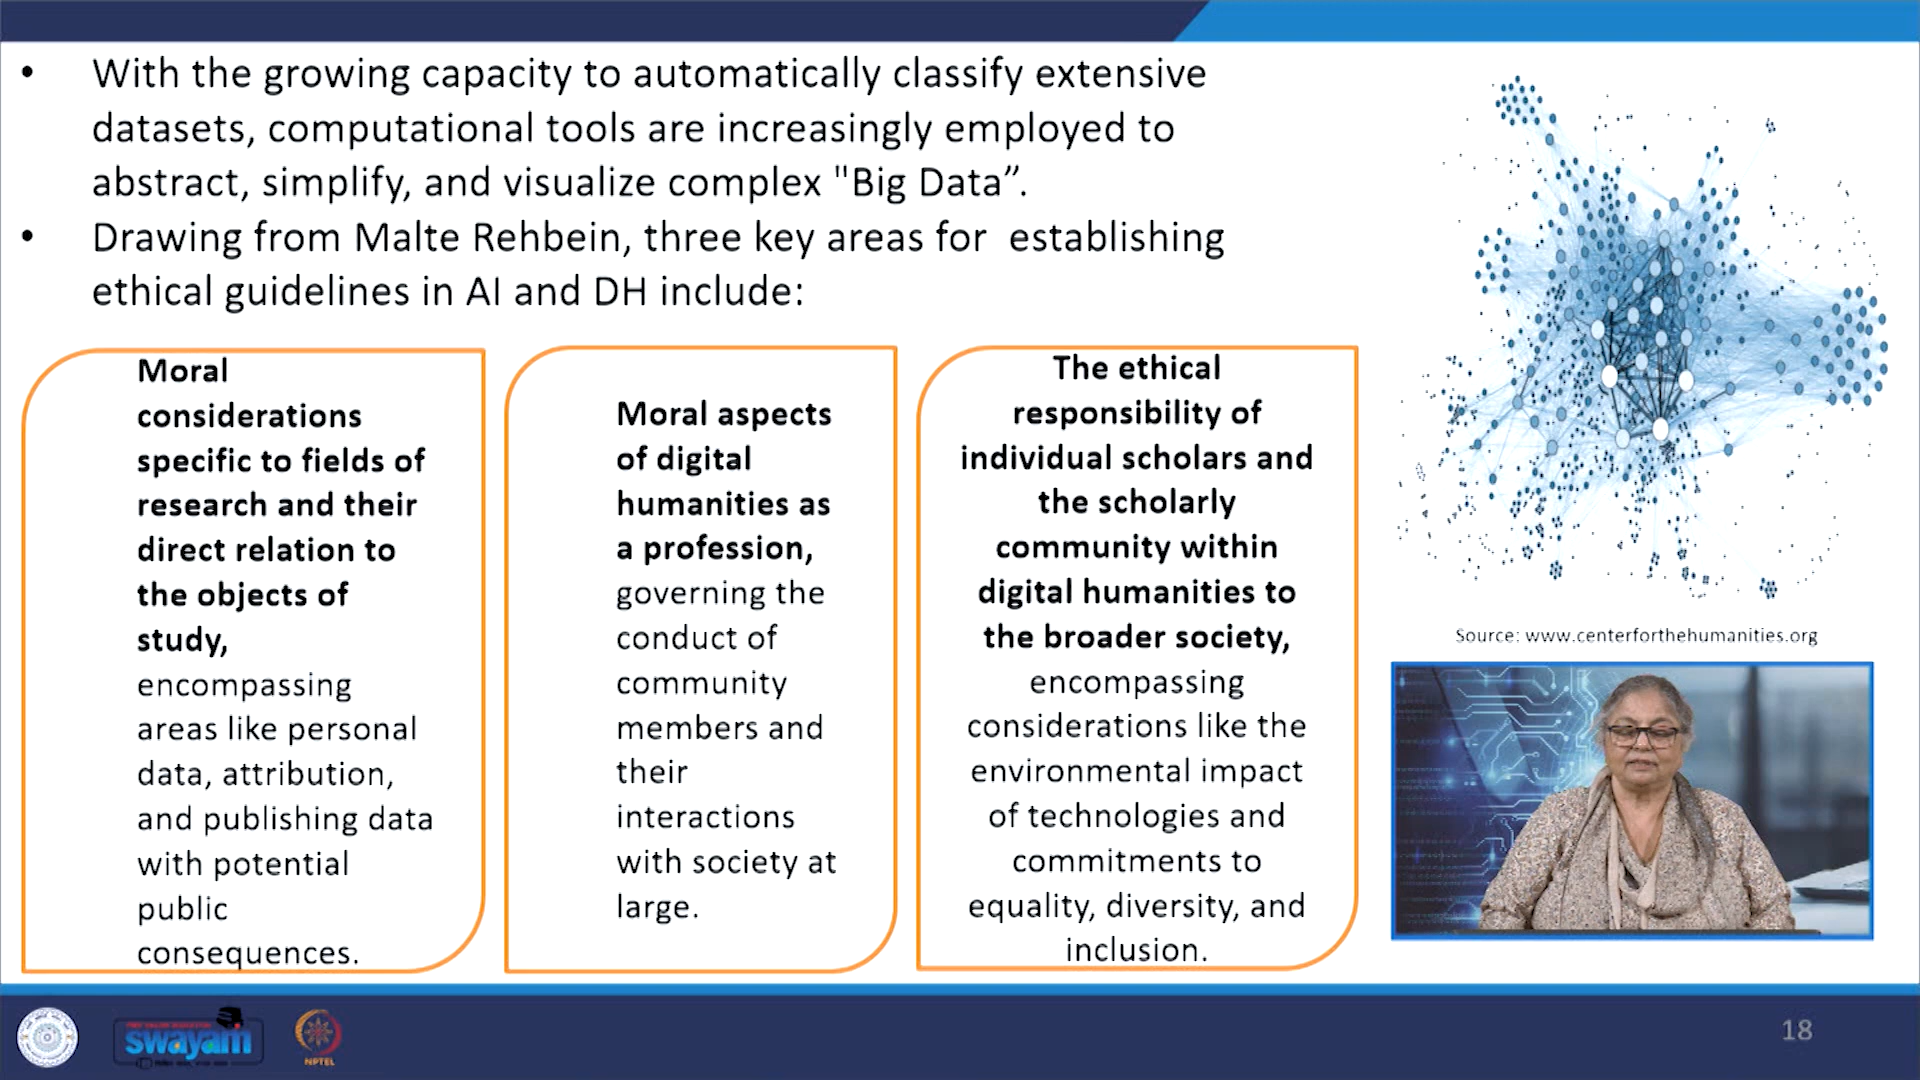 • With the growing capacity to automatically classify extensive
datasets, computational tools are increasingly employed to
abstract, simplify, and visualize complex "Big Data”.
• Drawing from Malte Rehbein, three key areas for  establishing
ethical guidelines in AI and DH include:
Moral
considerations
specific to fields of
research and their
direct relation to
the objects of
study,
encompassing
areas like personal
data, attribution,
and publishing data
with potential
public
consequences.
Moral aspects
of digital
humanities as
a profession,
governing the
conduct of
community
members and
their
interactions
with society at
large.
The ethical
responsibility of
individual scholars and
the scholarly
community within
digital humanities to
the broader society,
encompassing
considerations like the
environmental impact
of technologies and
commitments to
equality, diversity, and
inclusion.
Source: www.centerforthehumanities.org
swayam
NPTEL
18